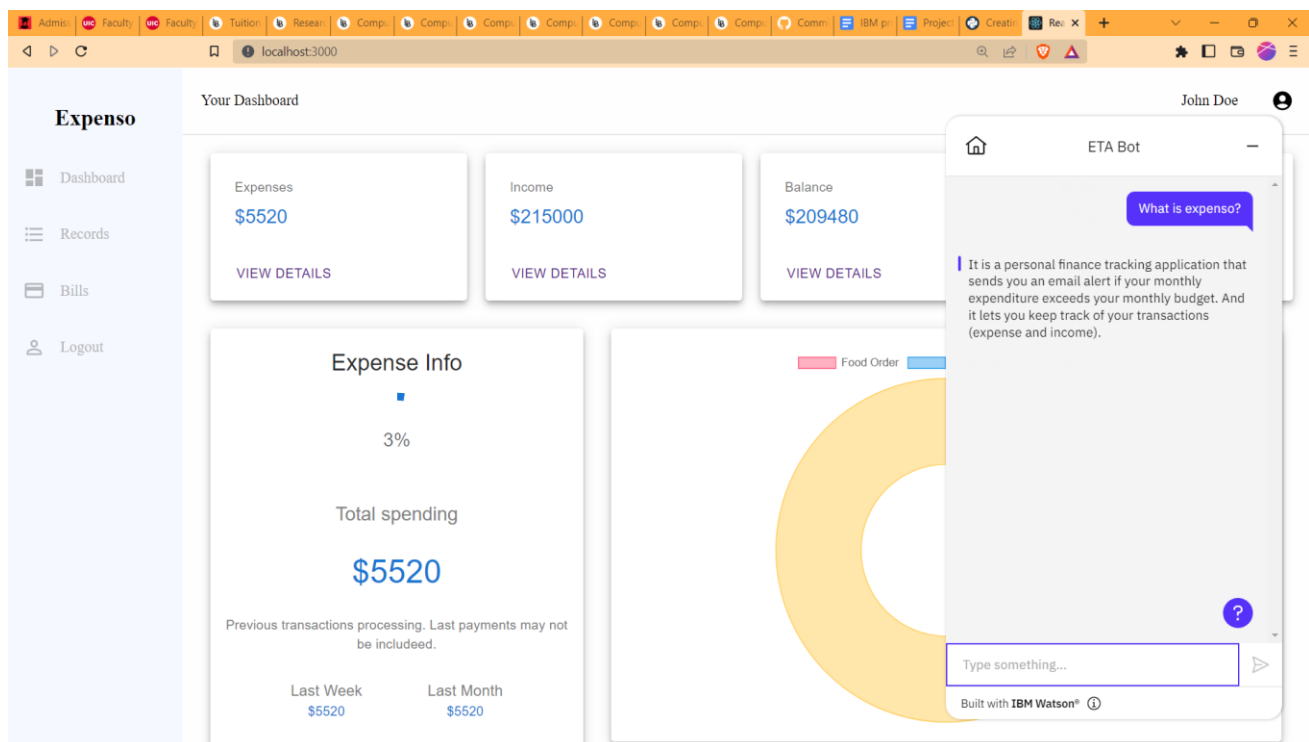 Admis
Faculty
Faculty
Tuition
Resear
Compu
Compu
Compu
Compu
Compu
Compu
Compu
Comm
IBM pr
Project
Creatin
Rea
localhost:3000
Expenso
Dashboard
Records
Bills
Logout
Your Dashboard
John Doe
Expenses
$5520
VIEW DETAILS
Income
$215000
VIEW DETAILS
Balance
$209480
VIEW DETAILS
Expense Info
3%
Total spending
$5520
Previous transactions processing. Last payments may not
be includeed.
Last Week
$5520
Last Month
$5520
Food Order
ETA Bot
What is expenso?
It is a personal finance tracking application that
sends you an email alert if your monthly
expenditure exceeds your monthly budget. And
it lets you keep track of your transactions
(expense and income).
?
Type something...
Built with IBM Watson®